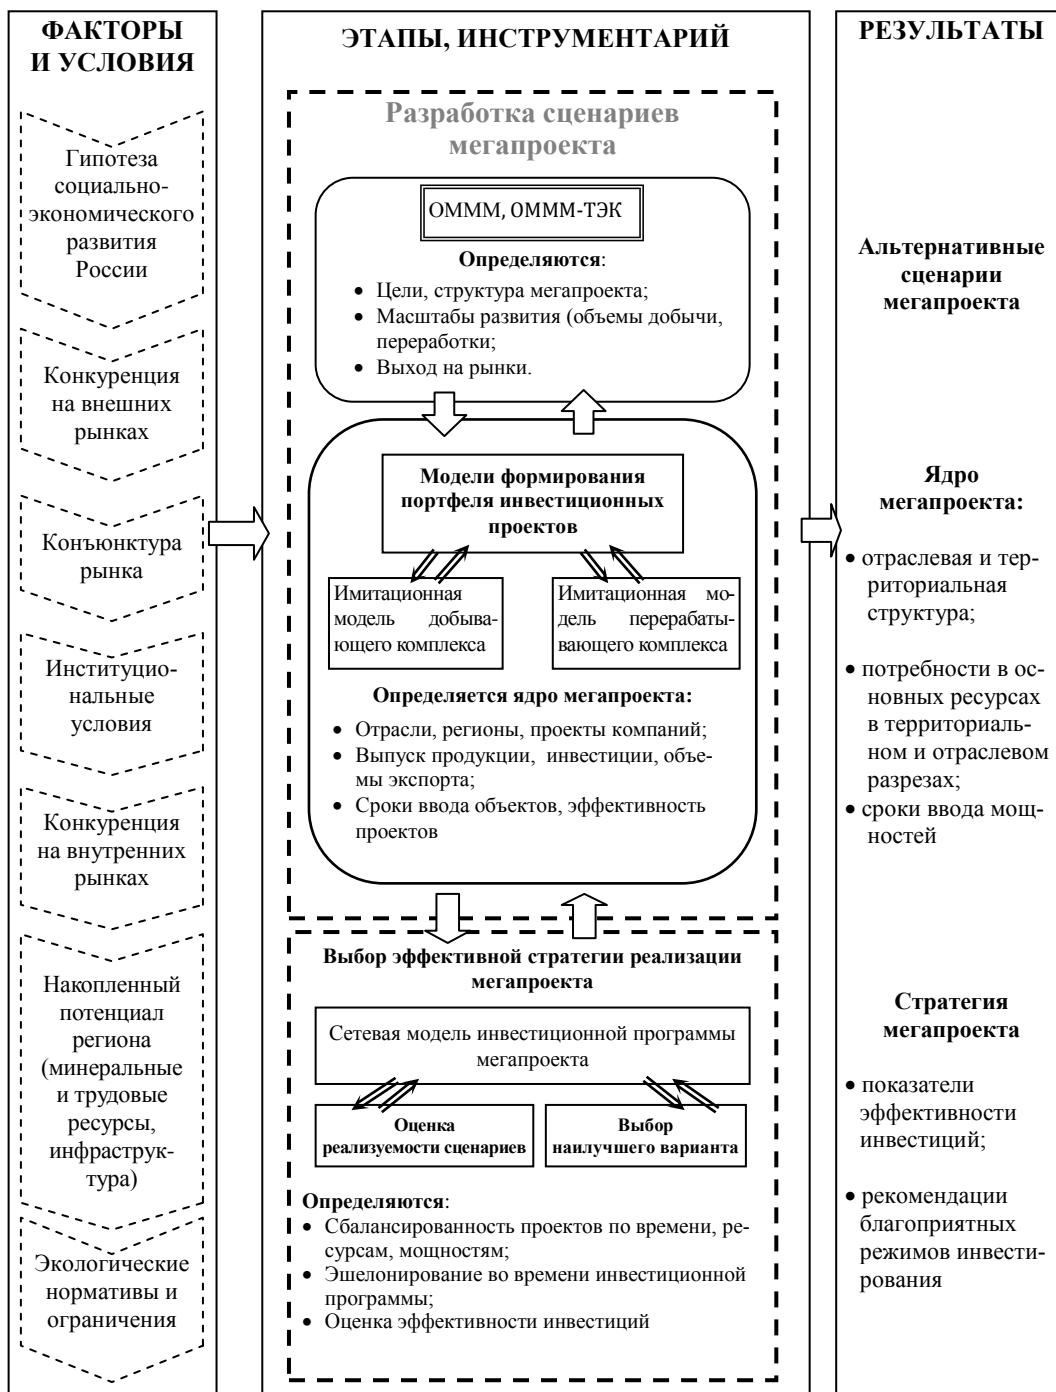 ФАКТОРЫ
И УСЛОВИЯ
Гипотеза
социально-
экономического
развития
России
Конкуренция
на внешних
рынках
Конъюнктура
рынка
Институцио-
нальные
условия
Конкуренция
на внутренних
рынках
Накопленный
потенциал
региона
(минеральные
и трудовые
ресурсы,
инфраструк-
тура)
Экологические
нормативы и
ограничения
ЭТАПЫ, ИНСТРУМЕНТАРИЙ
Разработка сценариев
мегапроекта
ОМММ, ОМММ-ТЭК
Определяются:
• Цели, структура мегапроекта;
• Масштабы развития (объемы добычи,
переработки;
• Выход на рынки.
Модели формирования
портфеля инвестиционных
проектов
Имитационная
модель добыва-
ющего комплекса
Имитационная мо-
дель перерабаты-
вающего комплекса
Определяется ядро мегапроекта:
• Отрасли, регионы, проекты компаний;
• Выпуск продукции, инвестиции, объе-
мы экспорта;
• Сроки ввода объектов, эффективность
проектов
Выбор эффективной стратегии реализации
мегапроекта
Сетевая модель инвестиционной программы
мегапроекта
Оценка
реализуемости сценариев
Выбор
наилучшего варианта
Определяются:
• Сбалансированность проектов по времени, ре-
сурсам, мощностям;
• Эшелонирование во времени инвестиционной
программы;
• Оценка эффективности инвестиций
РЕЗУЛЬТАТЫ
Альтернативные
сценарии
мегапроекта
Ядро
мегапроекта:
• отраслевая и тер-
риториальная
структура;
• потребности в ос-
новных ресурсах
в территориаль-
ном и отраслевом
разрезах;
• сроки ввода мощ-
ностей
Стратегия
мегапроекта
• показатели
эффективности
инвестиций;
• рекомендации
благоприятных
режимов инвести-
рования